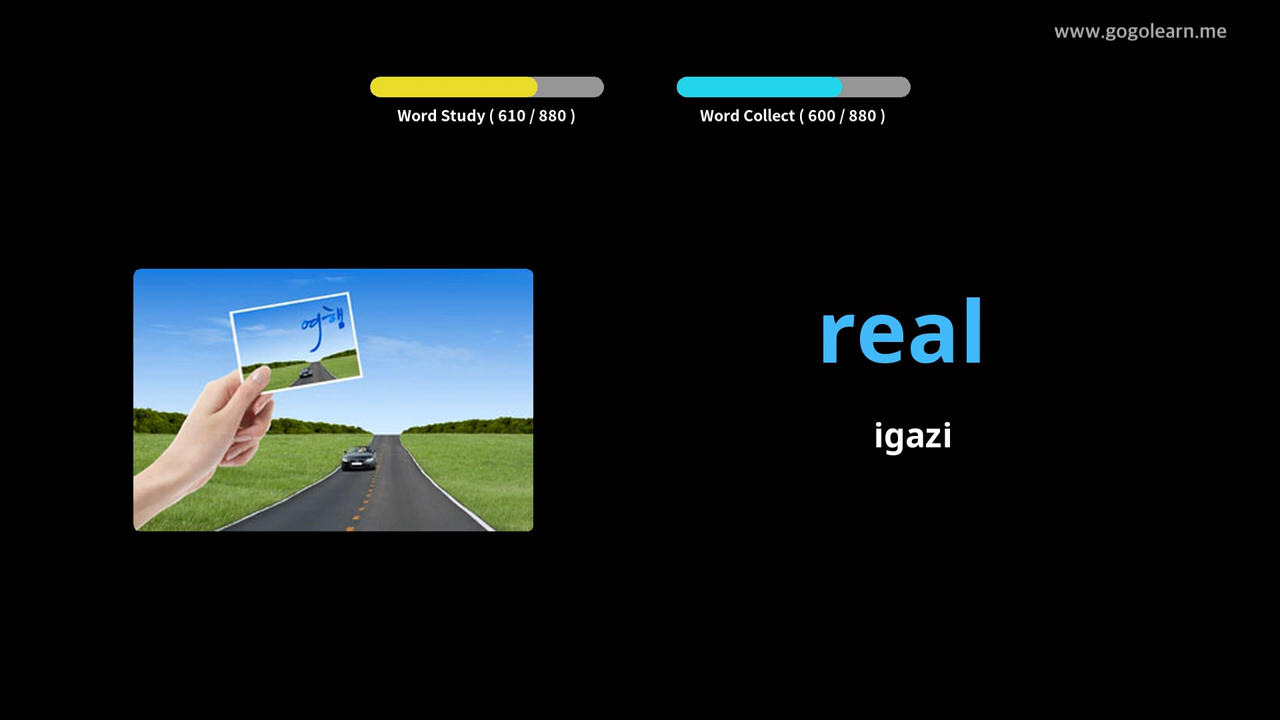 www.gogolearn.me
Word Study ( 610 / 880 )
Word Collect ( 600 / 880 )
여행
real
igazi